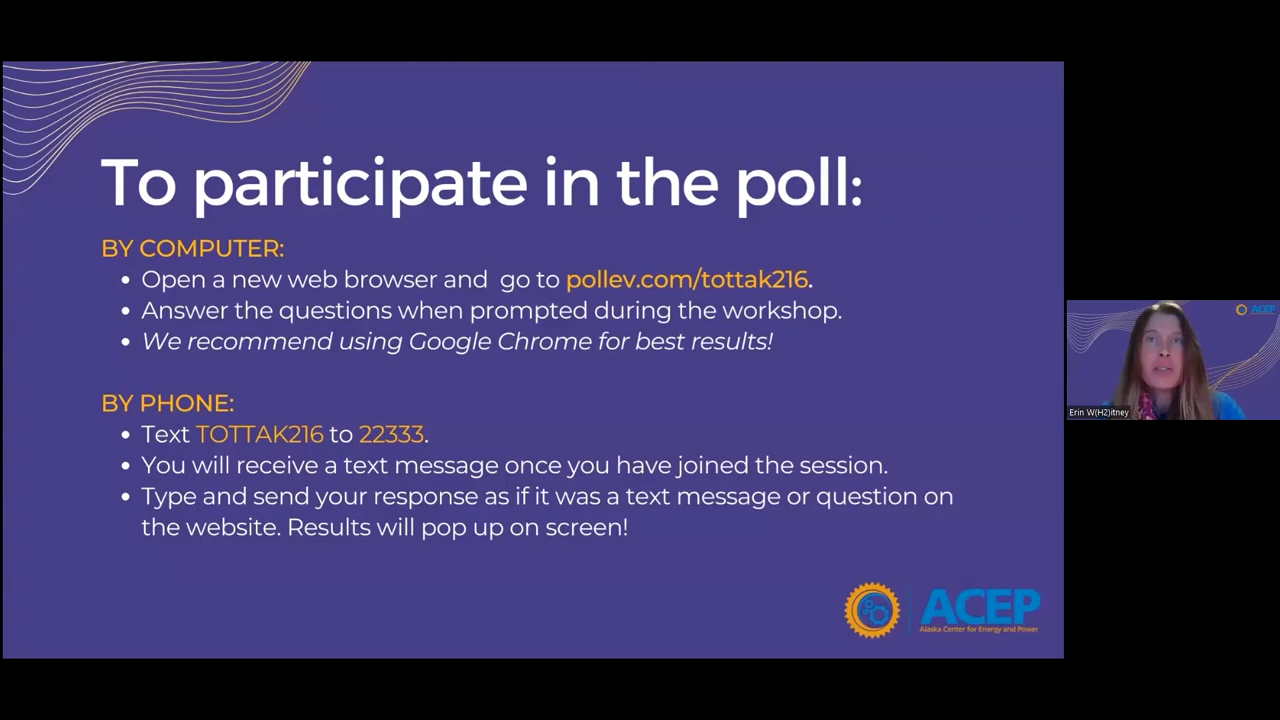 To participate in the poll:
BY COMPUTER:
• Open a new web browser and go to pollev.com/tottak216.
• Answer the questions when prompted during the workshop.
• We recommend using Google Chrome for best results!
BY PHONE:
• Text TOTTAK216 to 22333.
• You will receive a text message once you have joined the session.
• Type and send your response as if it was a text message or question on
the website. Results will pop up on screen!
ACEP
Alaska Center for Energy and Power
ACEP
Erin W(H2)itney